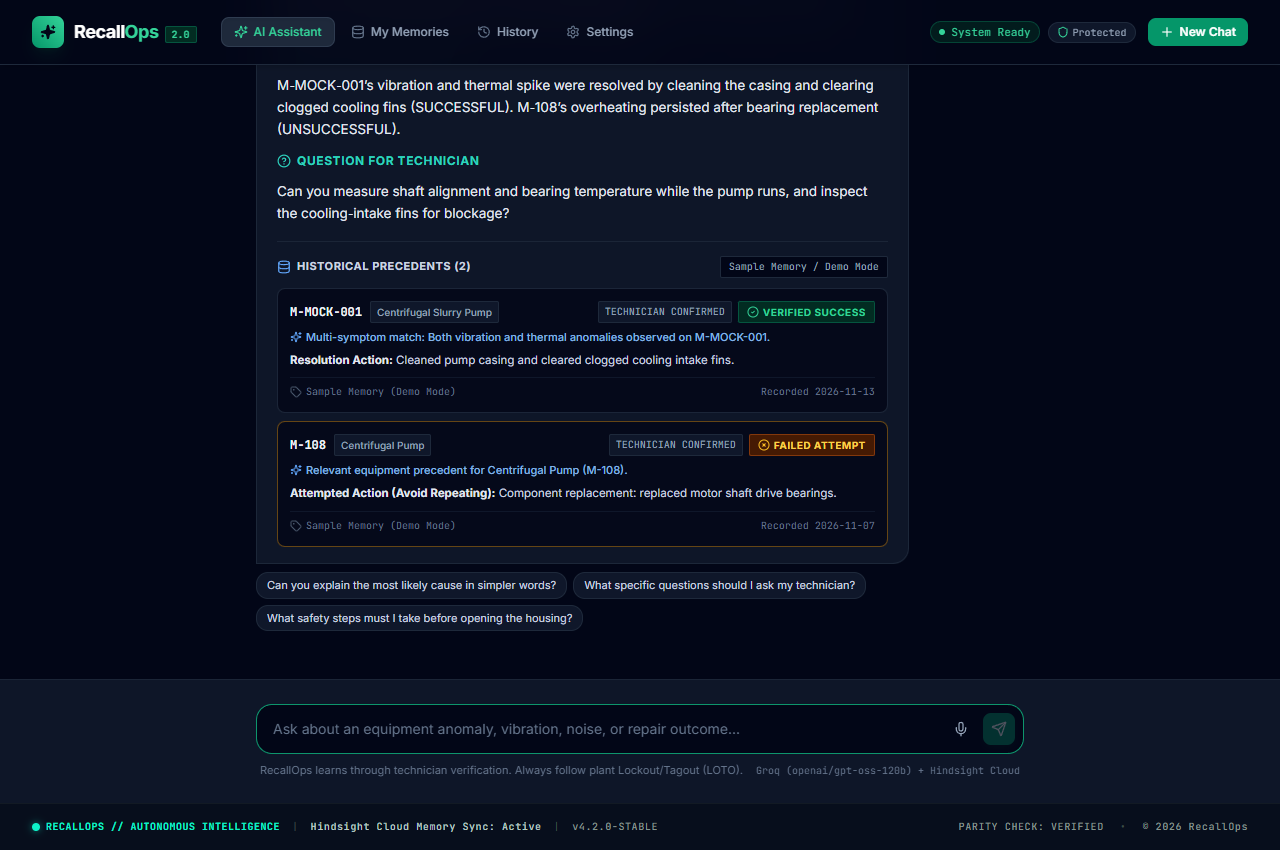 RecallOps 2.0 AI Assistant My Memories History Settings System Ready Protected New Chat
M-MOCK-001's vibration and thermal spike were resolved by cleaning the casing and clearing
clogged cooling fins (SUCCESSFUL). M-108's overheating persisted after bearing replacement
(UNSUCCESSFUL).
QUESTION FOR TECHNICIAN
Can you measure shaft alignment and bearing temperature while the pump runs, and inspect
the cooling-intake fins for blockage?
HISTORICAL PRECEDENTS (2) Sample Memory / Demo Mode
M-MOCK-001 Centrifugal Slurry Pump TECHNICIAN CONFIRMED VERIFIED SUCCESS
Multi-symptom match: Both vibration and thermal anomalies observed on M-MOCK-001.
Resolution Action: Cleaned pump casing and cleared clogged cooling intake fins.
Sample Memory (Demo Mode) Recorded 2026-11-13
M-108 Centrifugal Pump TECHNICIAN CONFIRMED FAILED ATTEMPT
Relevant equipment precedent for Centrifugal Pump (M-108).
Attempted Action (Avoid Repeating): Component replacement: replaced motor shaft drive bearings.
Sample Memory (Demo Mode) Recorded 2026-11-07
Can you explain the most likely cause in simpler words? What specific questions should I ask my technician?
What safety steps must I take before opening the housing?
Ask about an equipment anomaly, vibration, noise, or repair outcome...
RecallOps learns through technician verification. Always follow plant Lockout/Tagout (LOTO). Groq (openai/gpt-oss-120b) + Hindsight Cloud
RECALLOPS // AUTONOMOUS INTELLIGENCE | Hindsight Cloud Memory Sync: Active | v4.2.0-STABLE PARITY CHECK: VERIFIED · © 2026 RecallOps